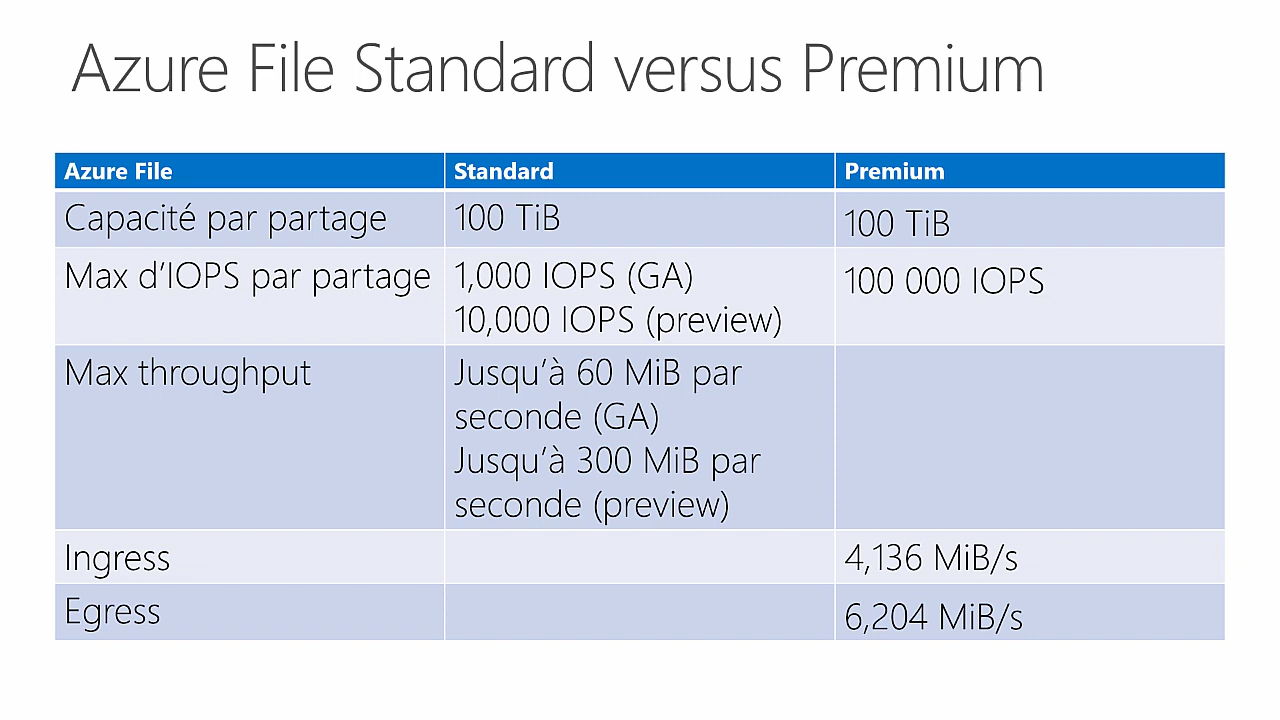 Azure File Standard versus Premium
Azure File
Standard
Premium
Capacité par partage
100 TiB
100 TiB
Max d’IOPS par partage
1,000 IOPS (GA)
10,000 IOPS (preview)
100 000 IOPS
Max throughput
Jusqu’à 60 MiB par
seconde (GA)
Jusqu’à 300 MiB par
seconde (preview)
Ingress
4,136 MiB/s
Egress
6,204 MiB/s